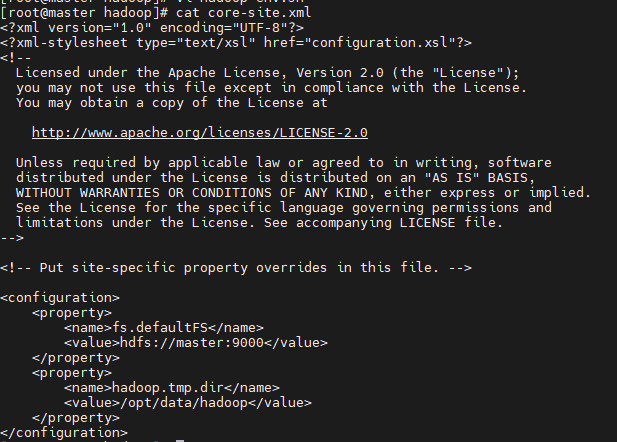 [root@master hadoop]# cat core-site.xml
<?xml version="1.0" encoding="UTF-8"?>
<?xml-stylesheet type="text/xsl" href="configuration.xsl"?>
<!--
  Licensed under the Apache License, Version 2.0 (the "License");
  you may not use this file except in compliance with the License.
  You may obtain a copy of the License at

    http://www.apache.org/licenses/LICENSE-2.0

  Unless required by applicable law or agreed to in writing, software
  distributed under the License is distributed on an "AS IS" BASIS,
  WITHOUT WARRANTIES OR CONDITIONS OF ANY KIND, either express or implied.
  See the License for the specific language governing permissions and
  limitations under the License. See accompanying LICENSE file.
-->

<!-- Put site-specific property overrides in this file. -->

<configuration>
    <property>
        <name>fs.defaultFS</name>
        <value>hdfs://master:9000</value>
    </property>
    <property>
        <name>hadoop.tmp.dir</name>
        <value>/opt/data/hadoop</value>
    </property>
</configuration>